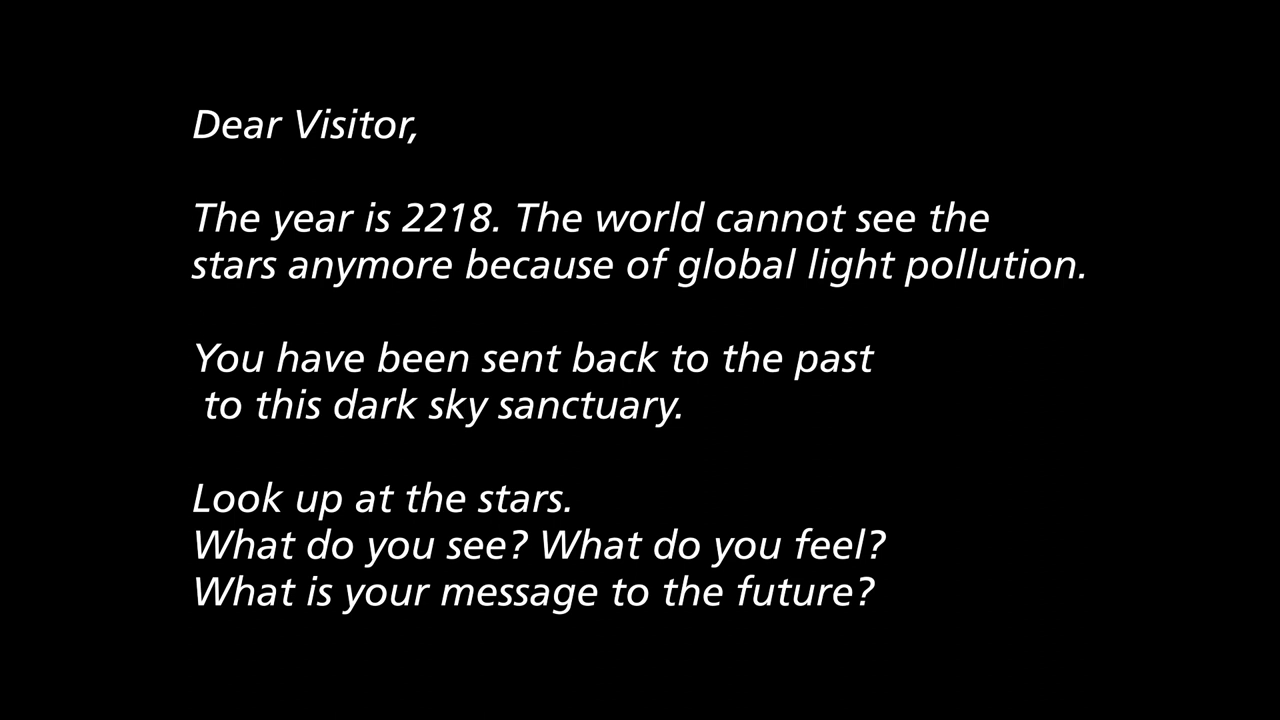 Dear Visitor,
The year is 2218. The world cannot see the
stars anymore because of global light pollution.
You have been sent back to the past
to this dark sky sanctuary.
Look up at the stars.
What do you see? What do you feel?
What is your message to the future?